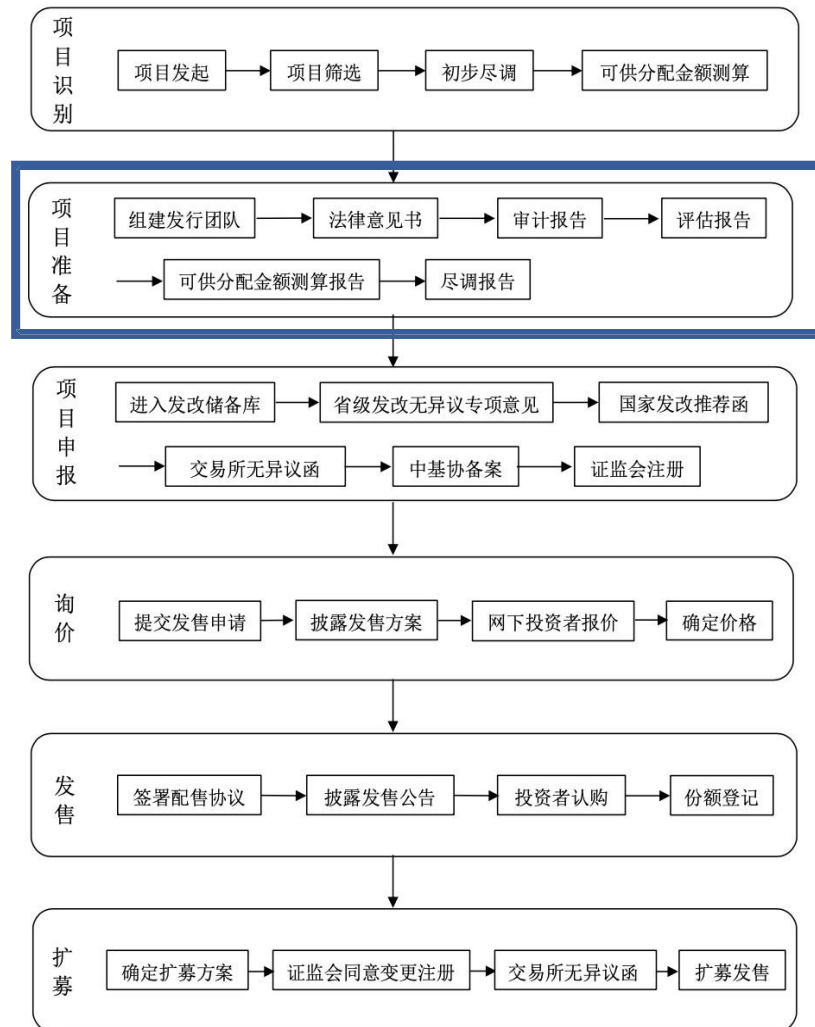 项目识别
项目发起
项目筛选
初步尽调
可供分配金额测算
项目准备
组建发行团队
法律意见书
审计报告
评估报告
可供分配金额测算报告
尽调报告
项目申报
进入发改储备库
省级发改无异议专项意见
国家发改推荐函
交易所无异议函
中基协备案
证监会注册
询价
提交发售申请
披露发售方案
网下投资者报价
确定价格
发售
签署配售协议
披露发售公告
投资者认购
份额登记
扩募
确定扩募方案
证监会同意变更注册
交易所无异议函
扩募发售